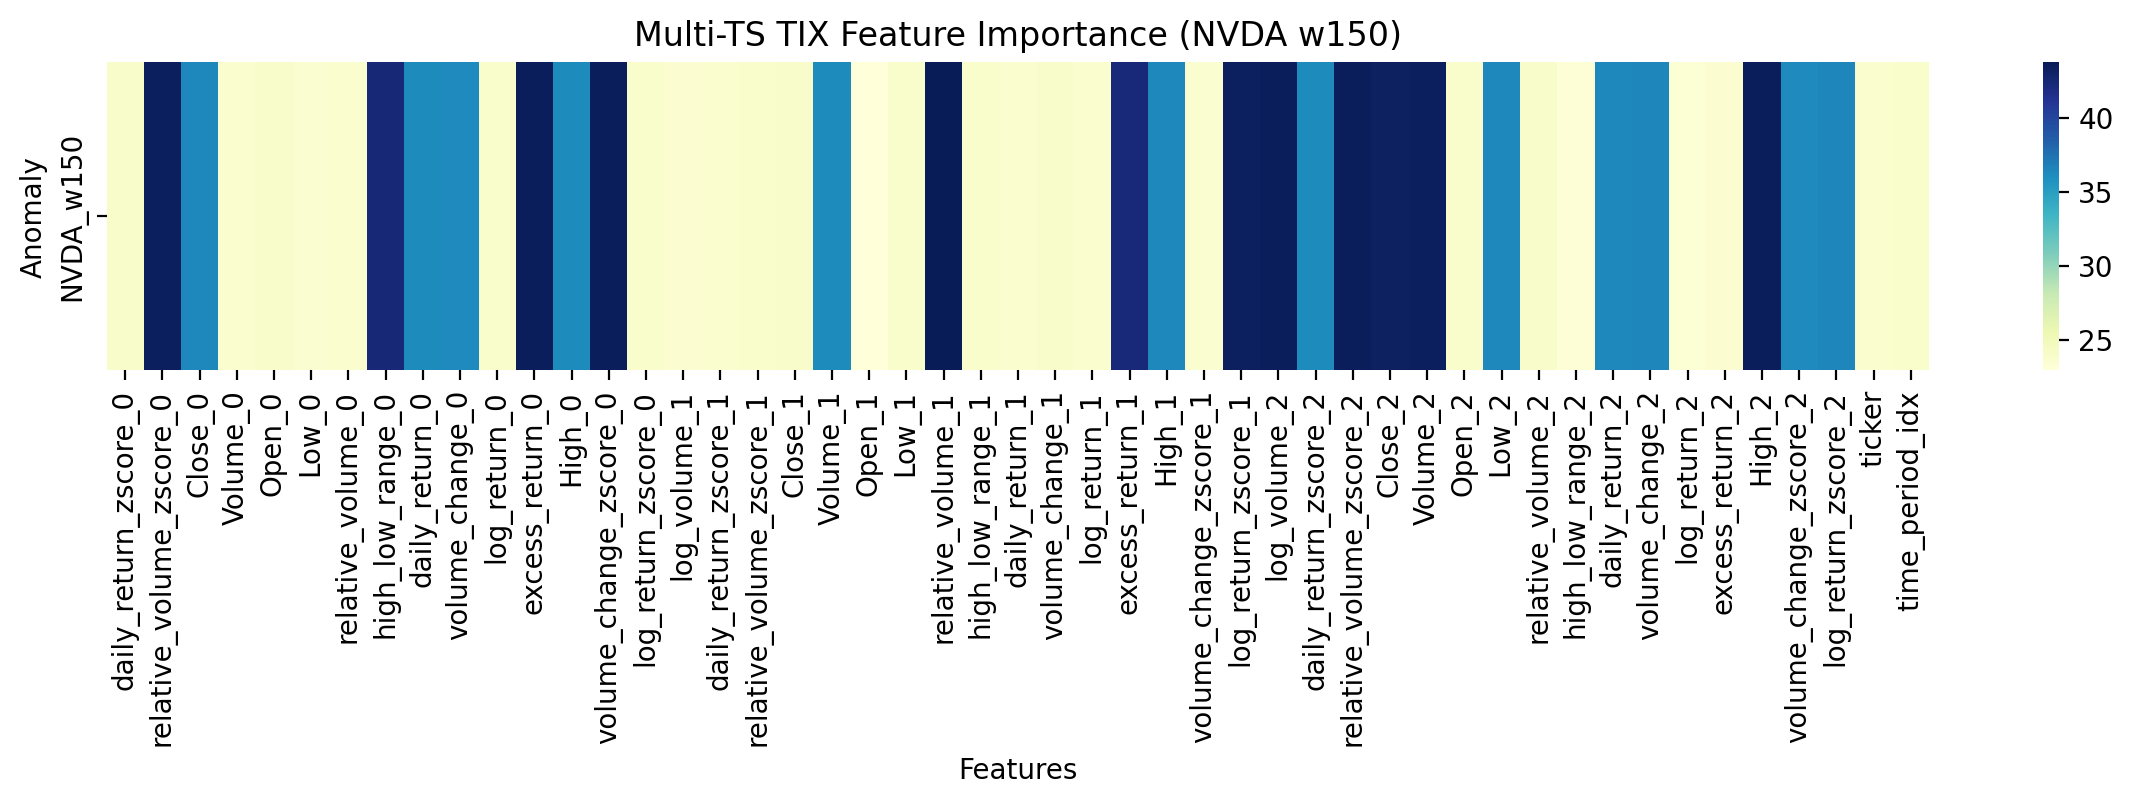 Multi-TS TIX Feature Importance (NVDA w150)
Anomaly
NVDA_w150
40
35
30
25
daily_return_zscore_0
relative_volume_zscore_0
Close_0
Volume_0
Open_0
Low_0
relative_volume_0
high_low_range_0
daily_return_0
volume_change_0
log_return_0
excess_return_0
High_0
volume_change_zscore_0
log_return_zscore_0
log_volume_1
daily_return_zscore_1
relative_volume_zscore_1
Close_1
Volume_1
Open_1
Low_1
relative_volume_1
high_low_range_1
daily_return_1
volume_change_1
log_return_1
excess_return_1
High_1
volume_change_zscore_1
log_return_zscore_1
log_volume_2
daily_return_zscore_2
relative_volume_zscore_2
Close_2
Volume_2
Open_2
Low_2
relative_volume_2
high_low_range_2
daily_return_2
volume_change_2
log_return_2
excess_return_2
High_2
volume_change_zscore_2
log_return_zscore_2
ticker
time_period_idx
Features